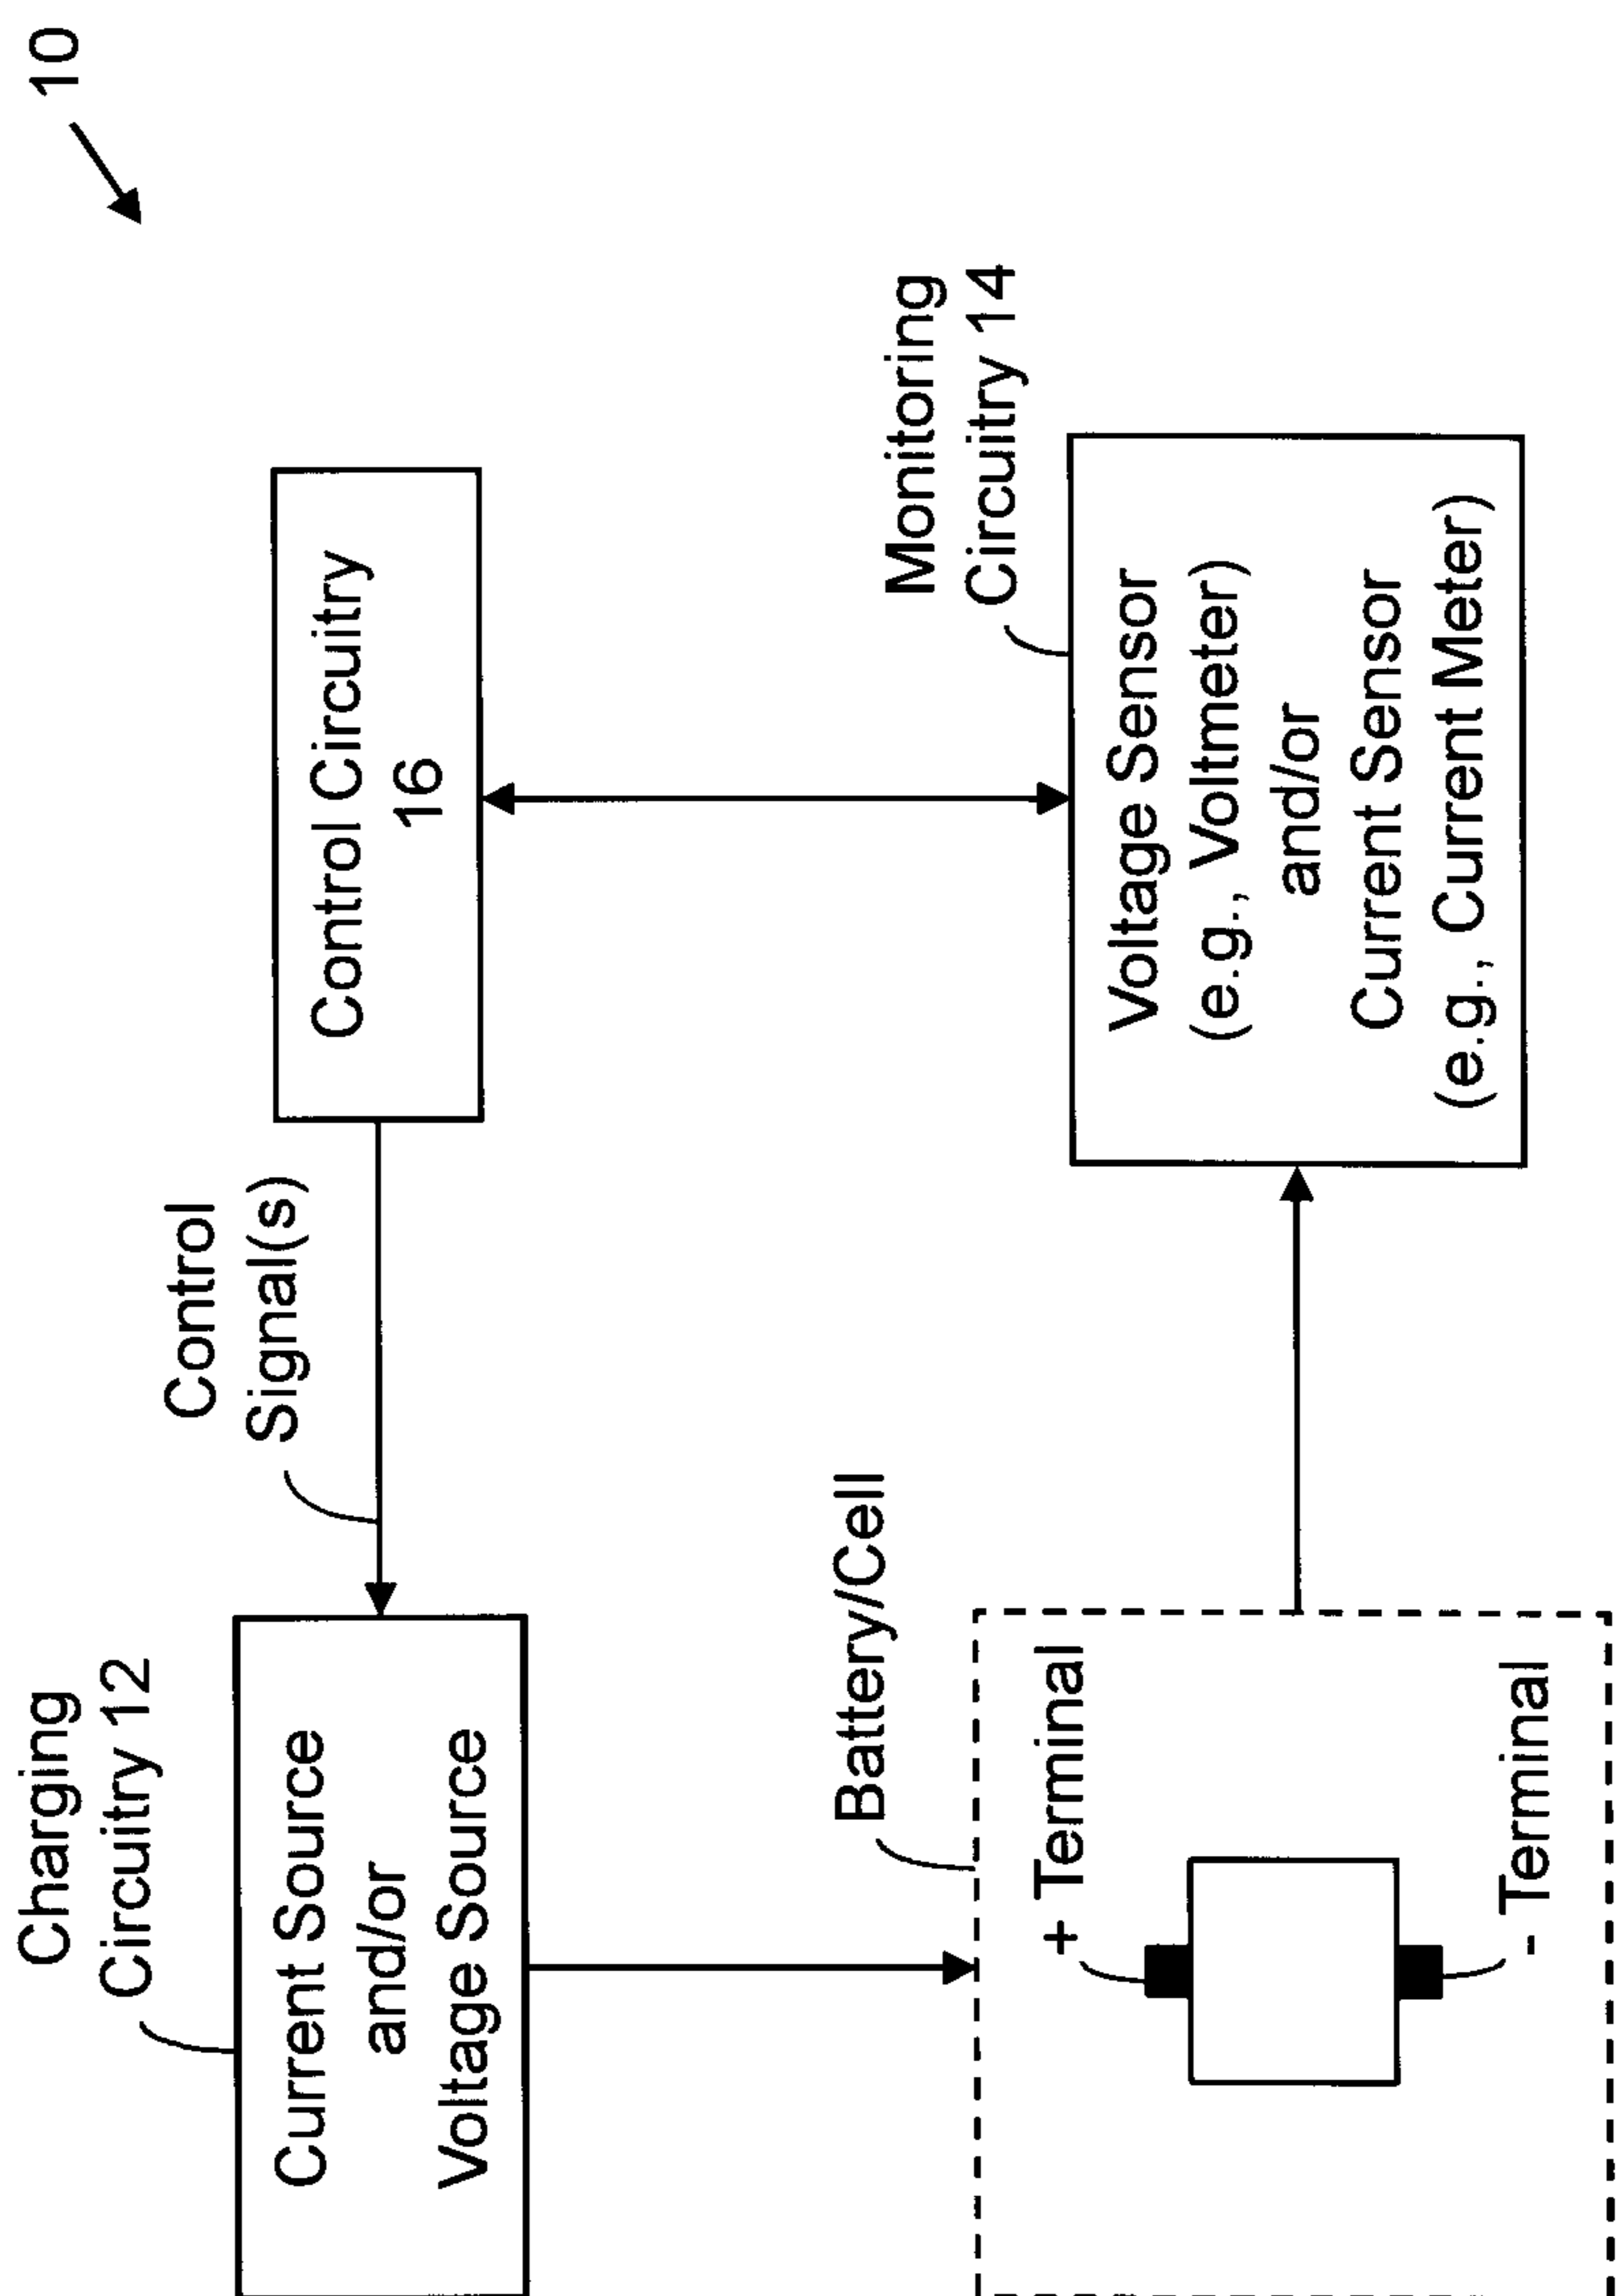 10
Charging
Circuitry 12
Current Source
and/or
Voltage Source
Control
Signal(s)
Control Circuitry
16
Monitoring
Circuitry 14
Voltage Sensor
(e.g., Voltmeter)
and/or
Current Sensor
(e.g., Current Meter)
Battery/Cell
+ Terminal
- Terminal